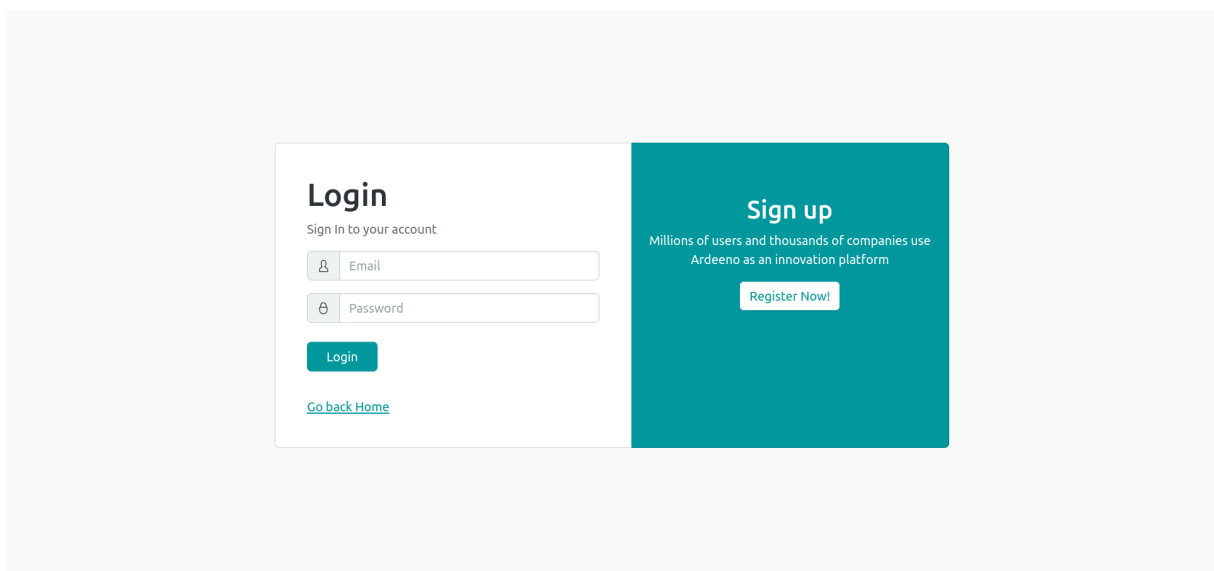 Login
Sign In to your account
Email
Password
Login
Go back Home
Sign up
Millions of users and thousands of companies use
Ardeeno as an innovation platform
Register Now!